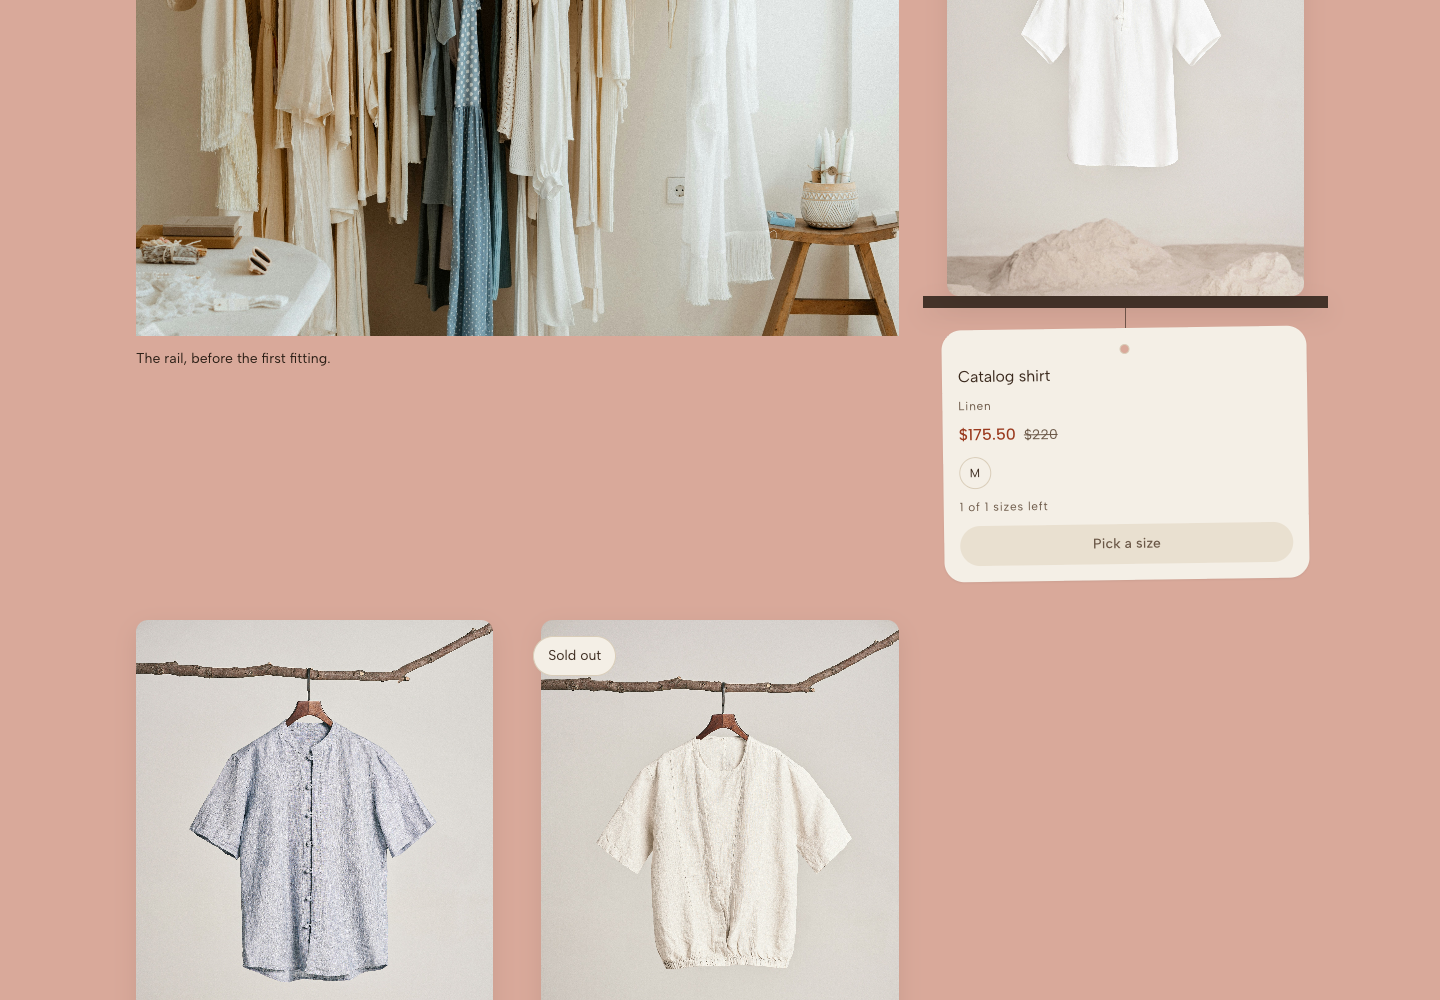 The rail, before the first fitting.
Catalog shirt
Linen
$175.50 $220
M
1 of 1 sizes left
Pick a size
Sold out